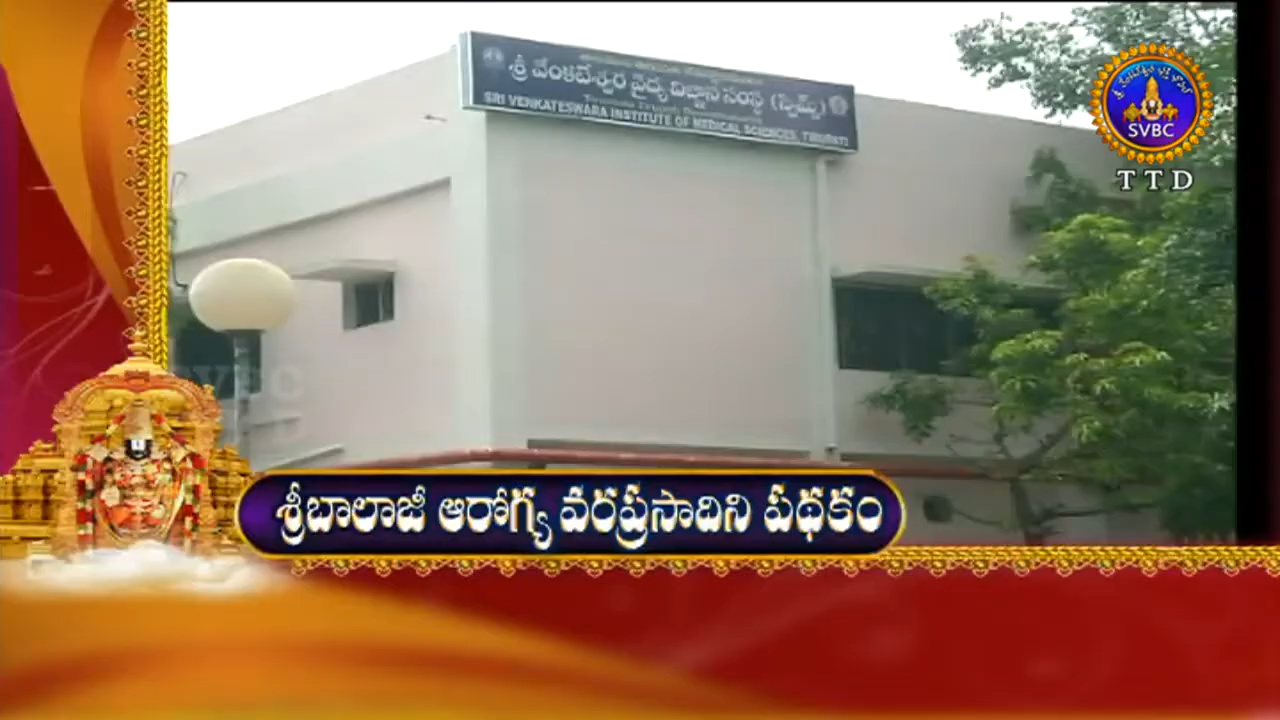 శ్రీ వేంకటేశ్వర వైద్య విజ్ఞాన సంస్థ (స్విమ్స్)
SRI VENKATESWARA INSTITUTE OF MEDICAL SCIENCES, TIRUPATI
SVBC
TTD
శ్రీబాలాజీ ఆరోగ్య వరప్రసాదిని పథకం